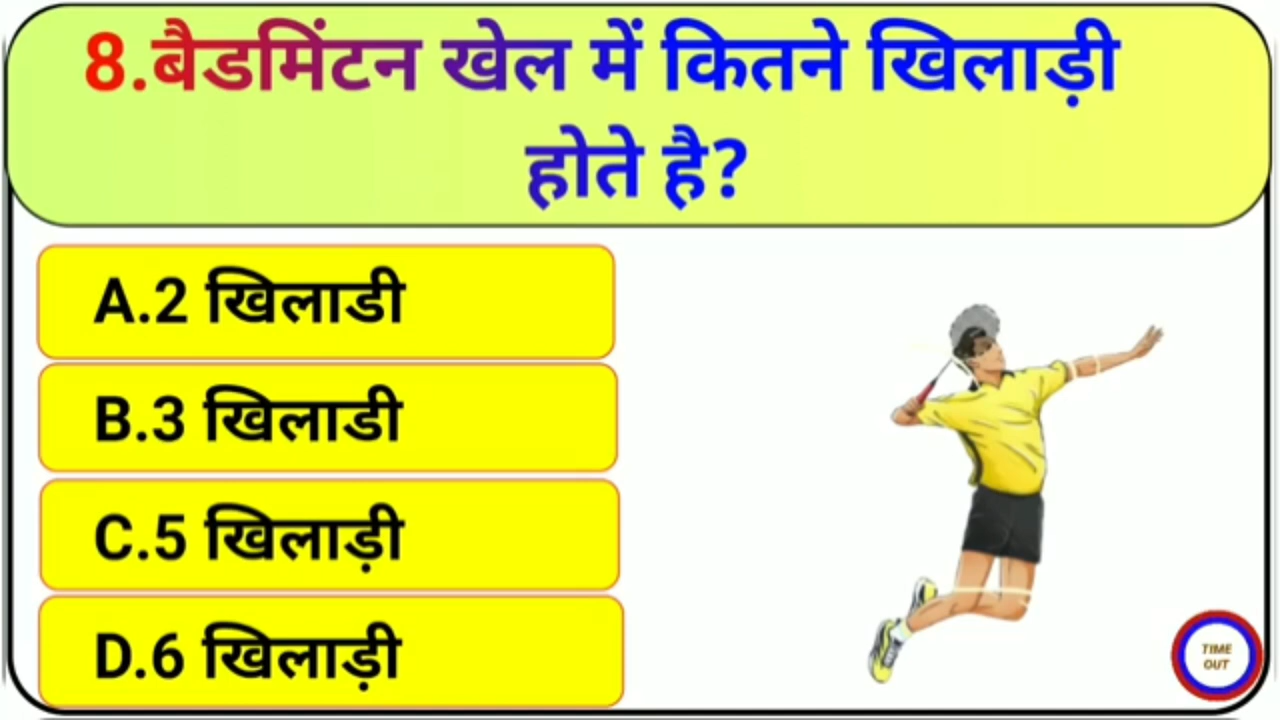 8.बैडमिंटन खेल में कितने खिलाड़ी
होते है?
A.2 खिलाडी
B.3 खिलाडी
C.5 खिलाड़ी
D.6 खिलाड़ी
TIME
OUT